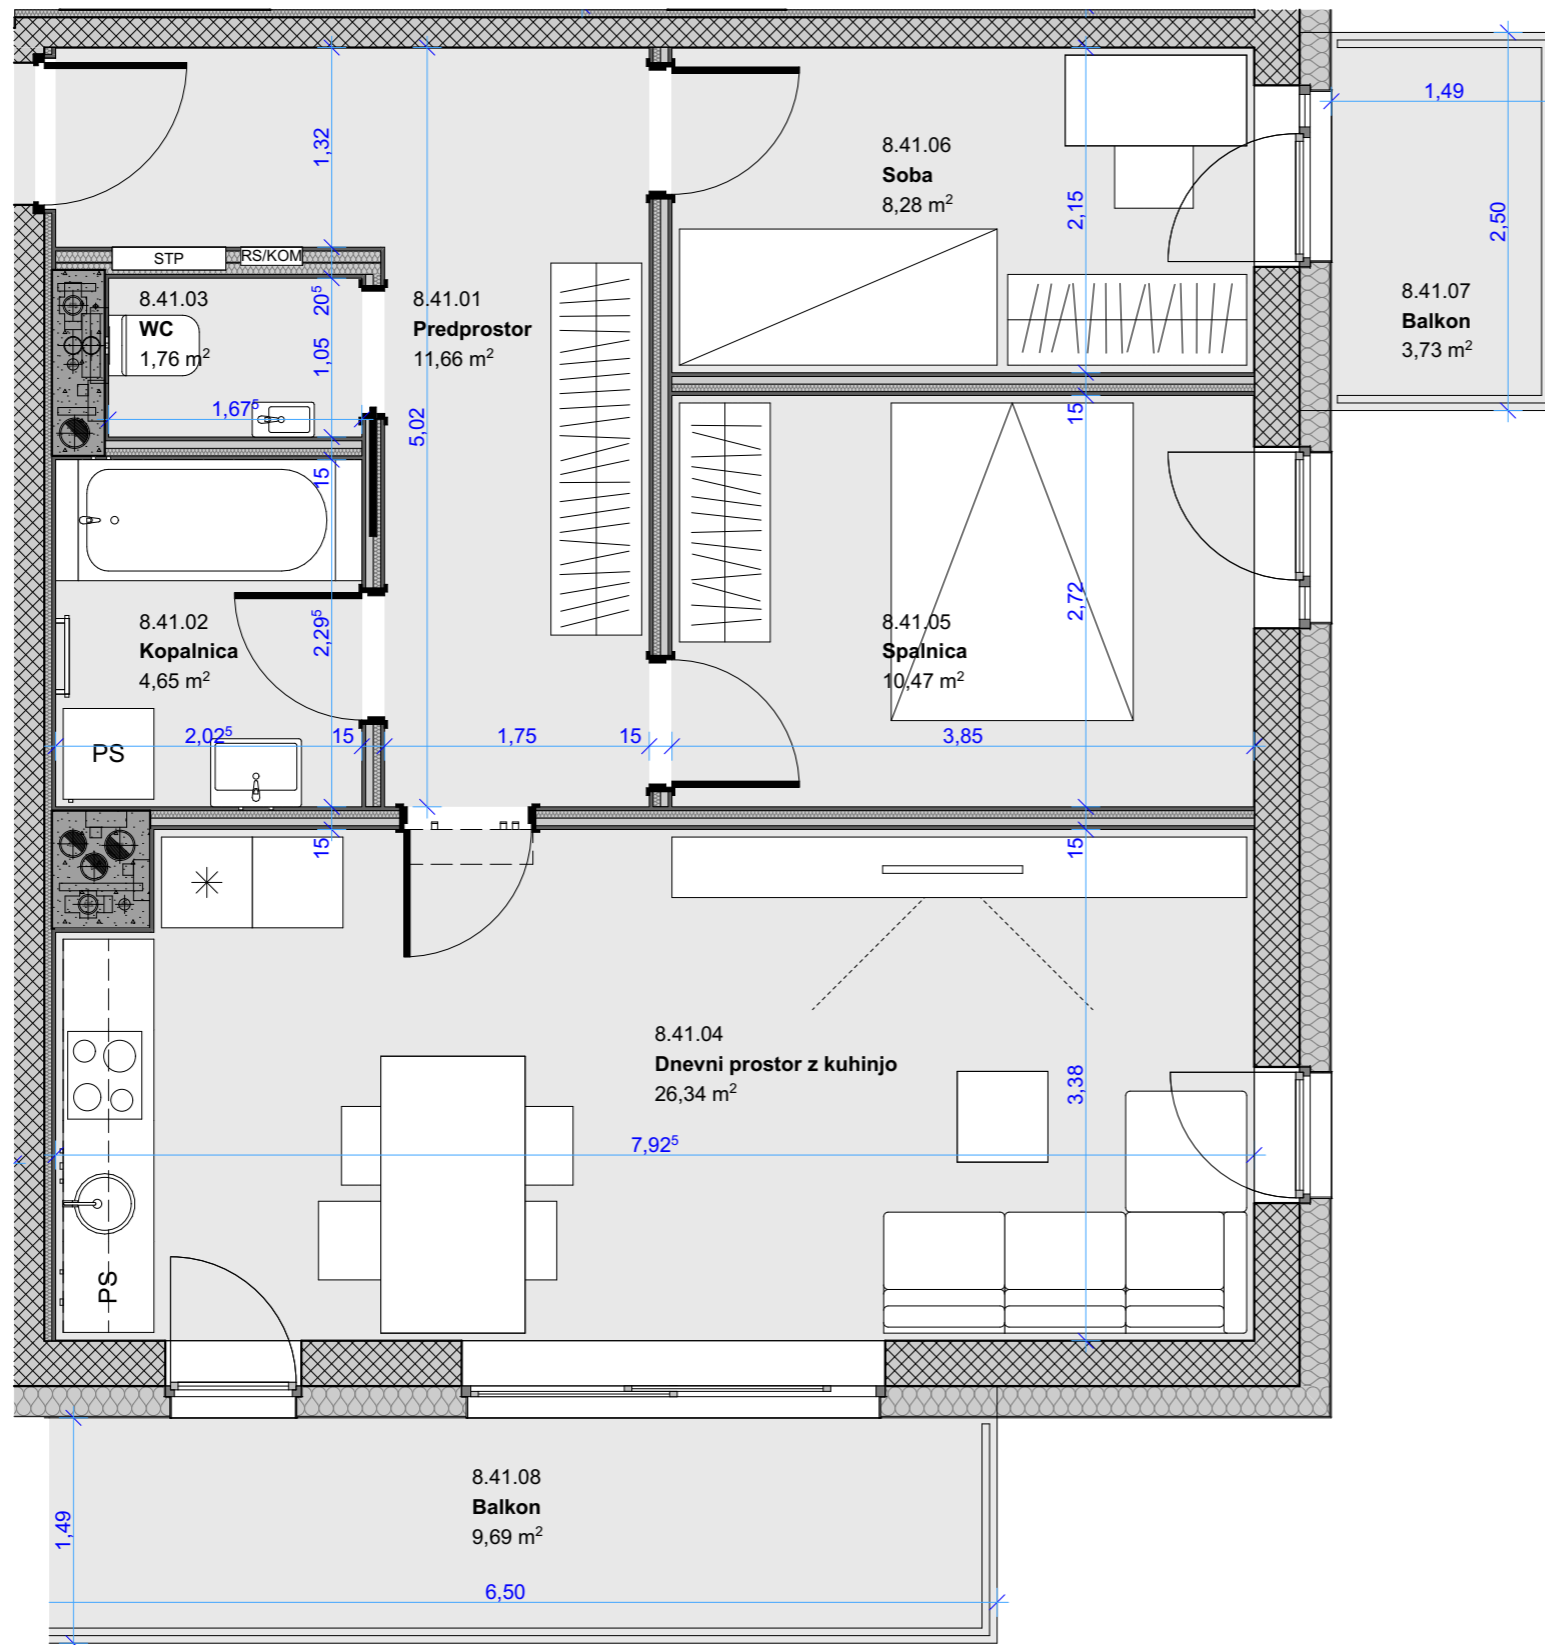 1,32
1,49
8.41.06
Soba
8,28 m²
2,15
2,50
STP
RS/KOM
8.41.03
WC
1,76 m²
20⁵
1,05
1,67⁵
8.41.01
Predprostor
11,66 m²
5,02
8.41.07
Balkon
3,73 m²
15
15
8.41.02
Kopalnica
4,65 m²
2,29⁵
8.41.05
Spalnica
10,47 m²
2,72
PS
2,02⁵
15
1,75
15
3,85
15
15
8.41.04
Dnevni prostor z kuhinjo
26,34 m²
3,38
7,92⁵
PS
8.41.08
Balkon
9,69 m²
1,49
6,50